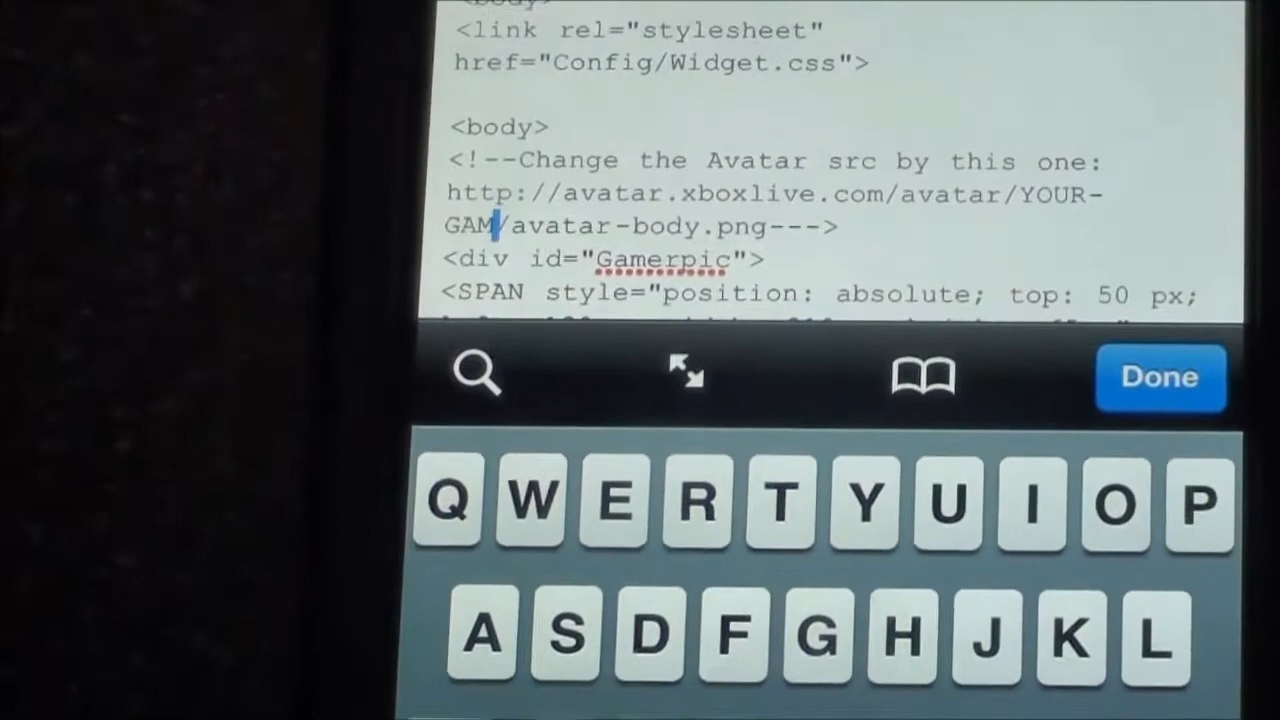 <body>
<link rel="stylesheet"
href="Config/Widget.css">
<body>
<!--Change the Avatar src by this one:
http://avatar.xboxlive.com/avatar/YOUR-
GAM/avatar-body.png--->
<div id="Gamerpic">
<SPAN style="position: absolute; top: 50 px;
Done
Q W E R T Y U I O P
A S D F G H J K L